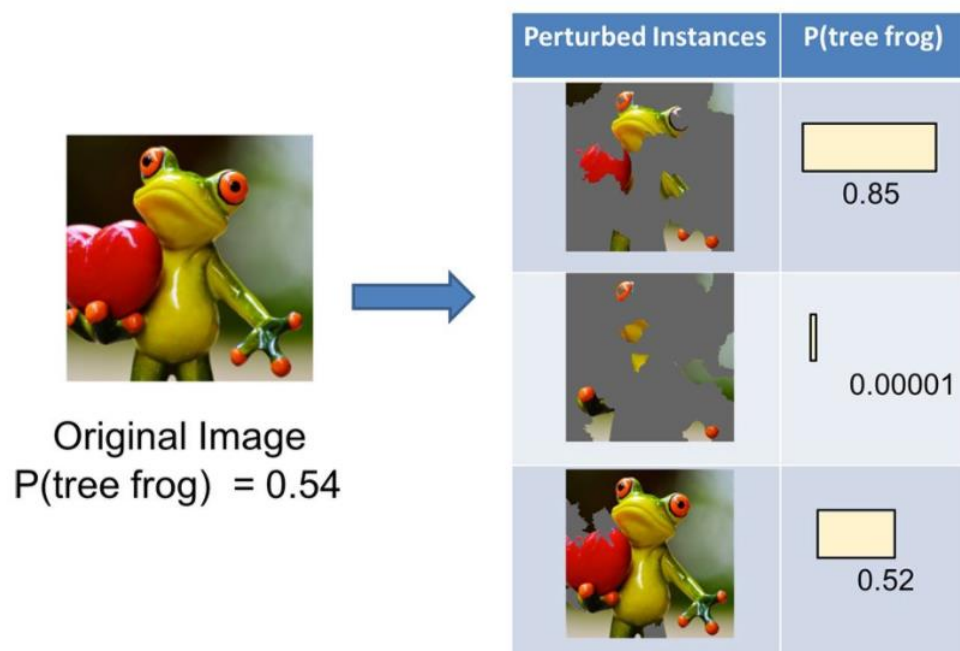 Perturbed Instances
P(tree frog)
0.85
0.00001
0.52
Original Image
P(tree frog) = 0.54